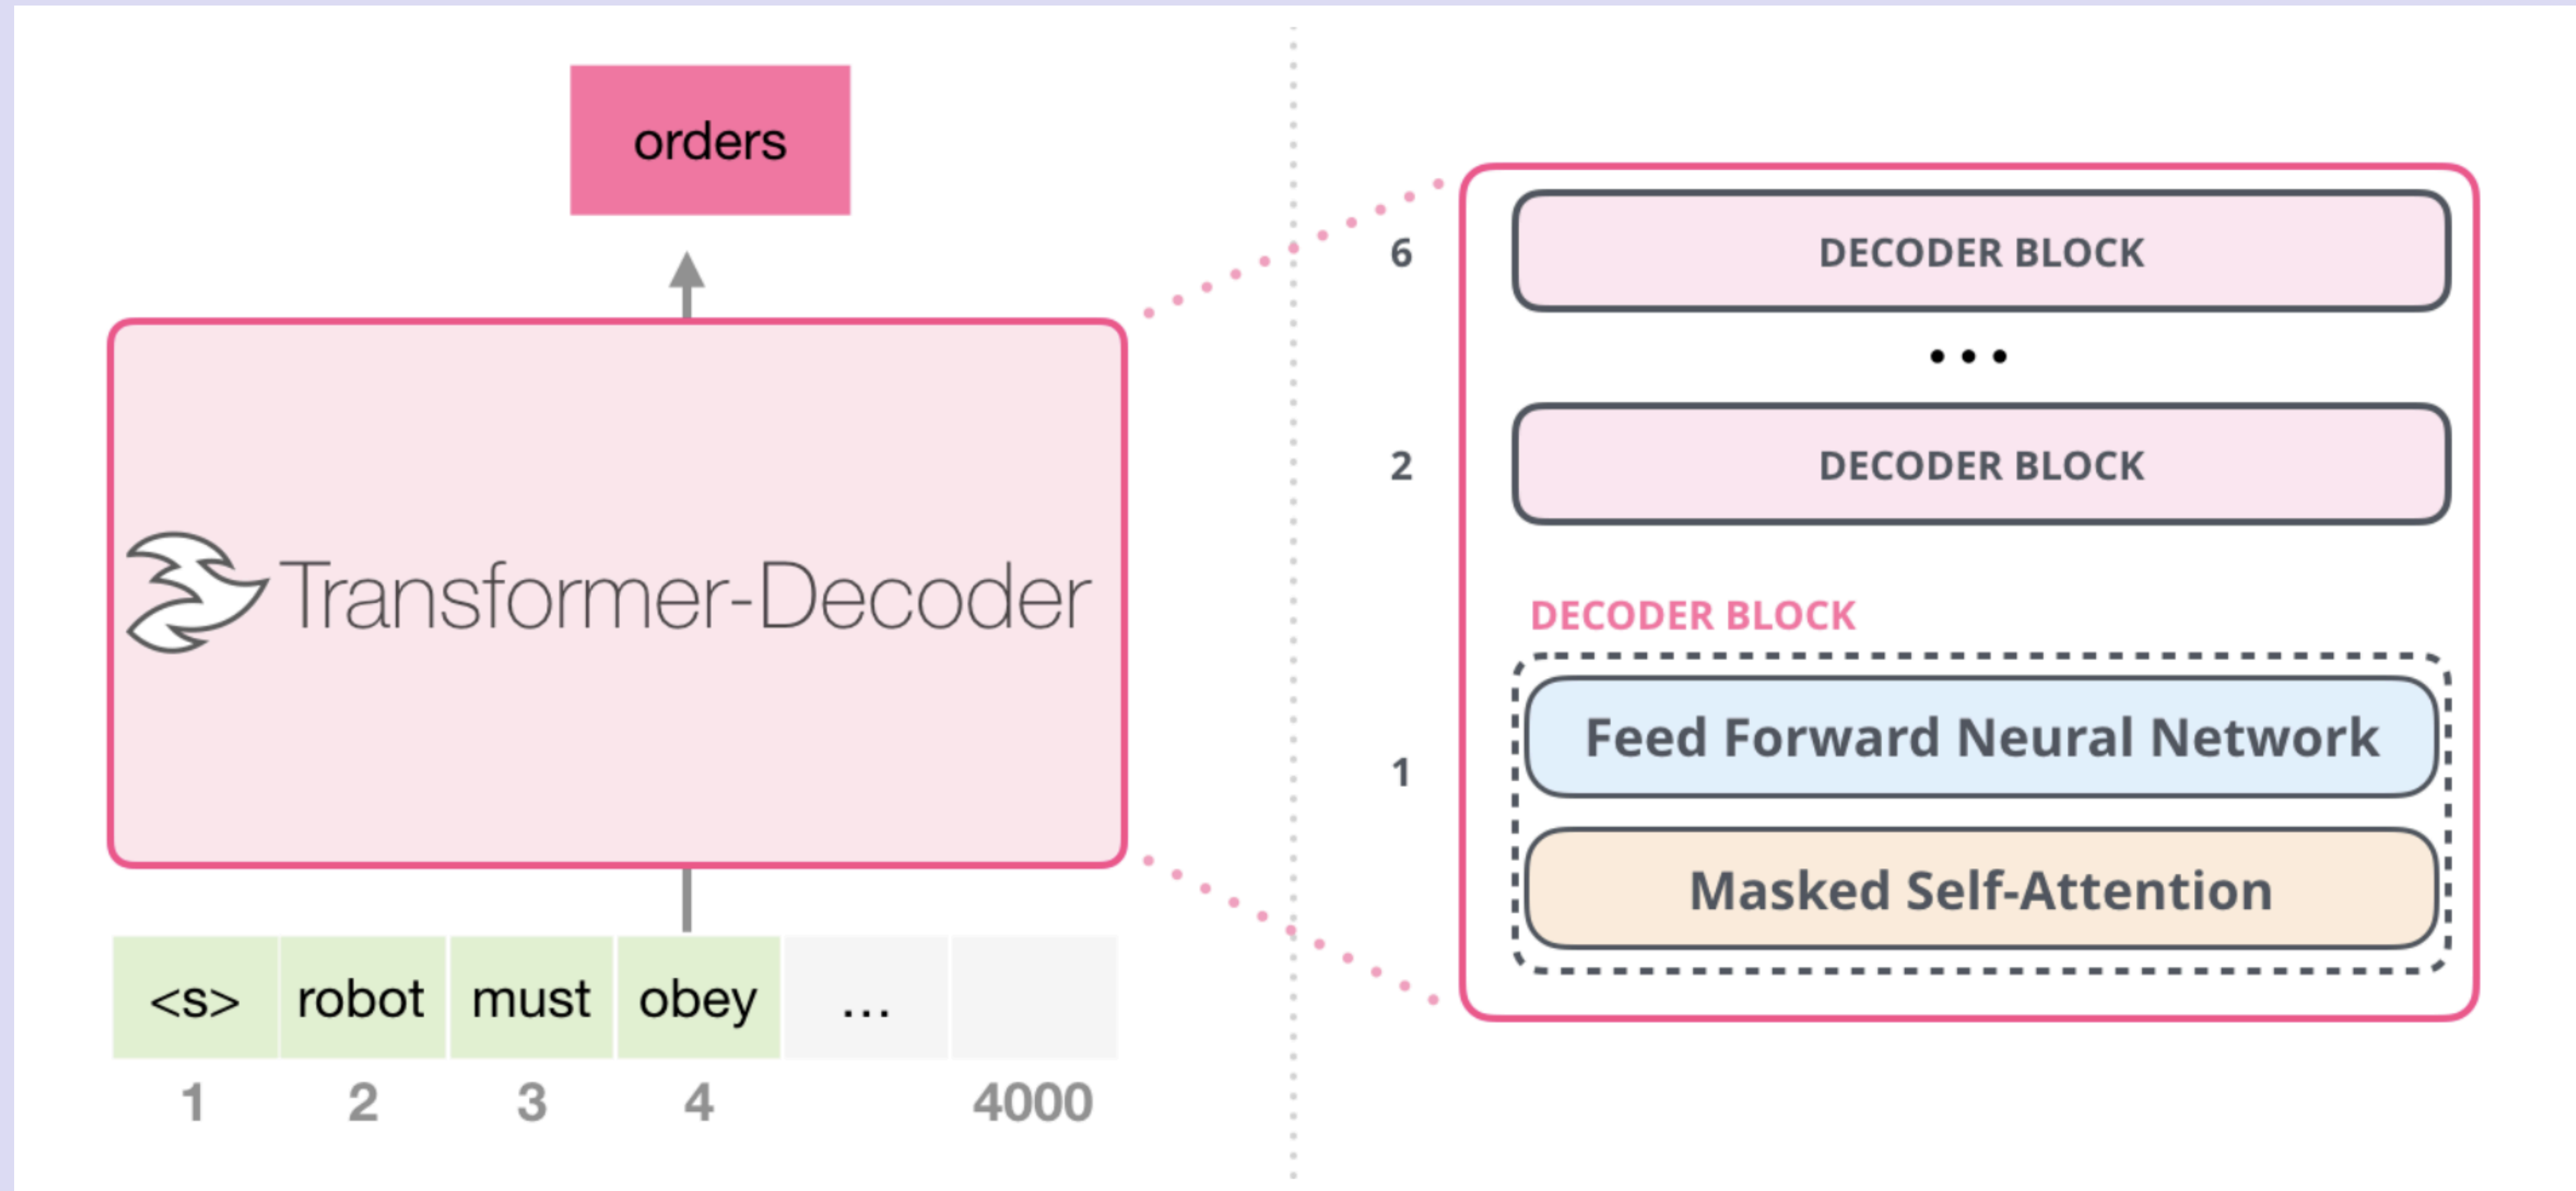 orders
Transformer-Decoder
<s> robot must obey ...
1 2 3 4 4000
6 DECODER BLOCK
...
2 DECODER BLOCK
DECODER BLOCK
1
Feed Forward Neural Network
Masked Self-Attention